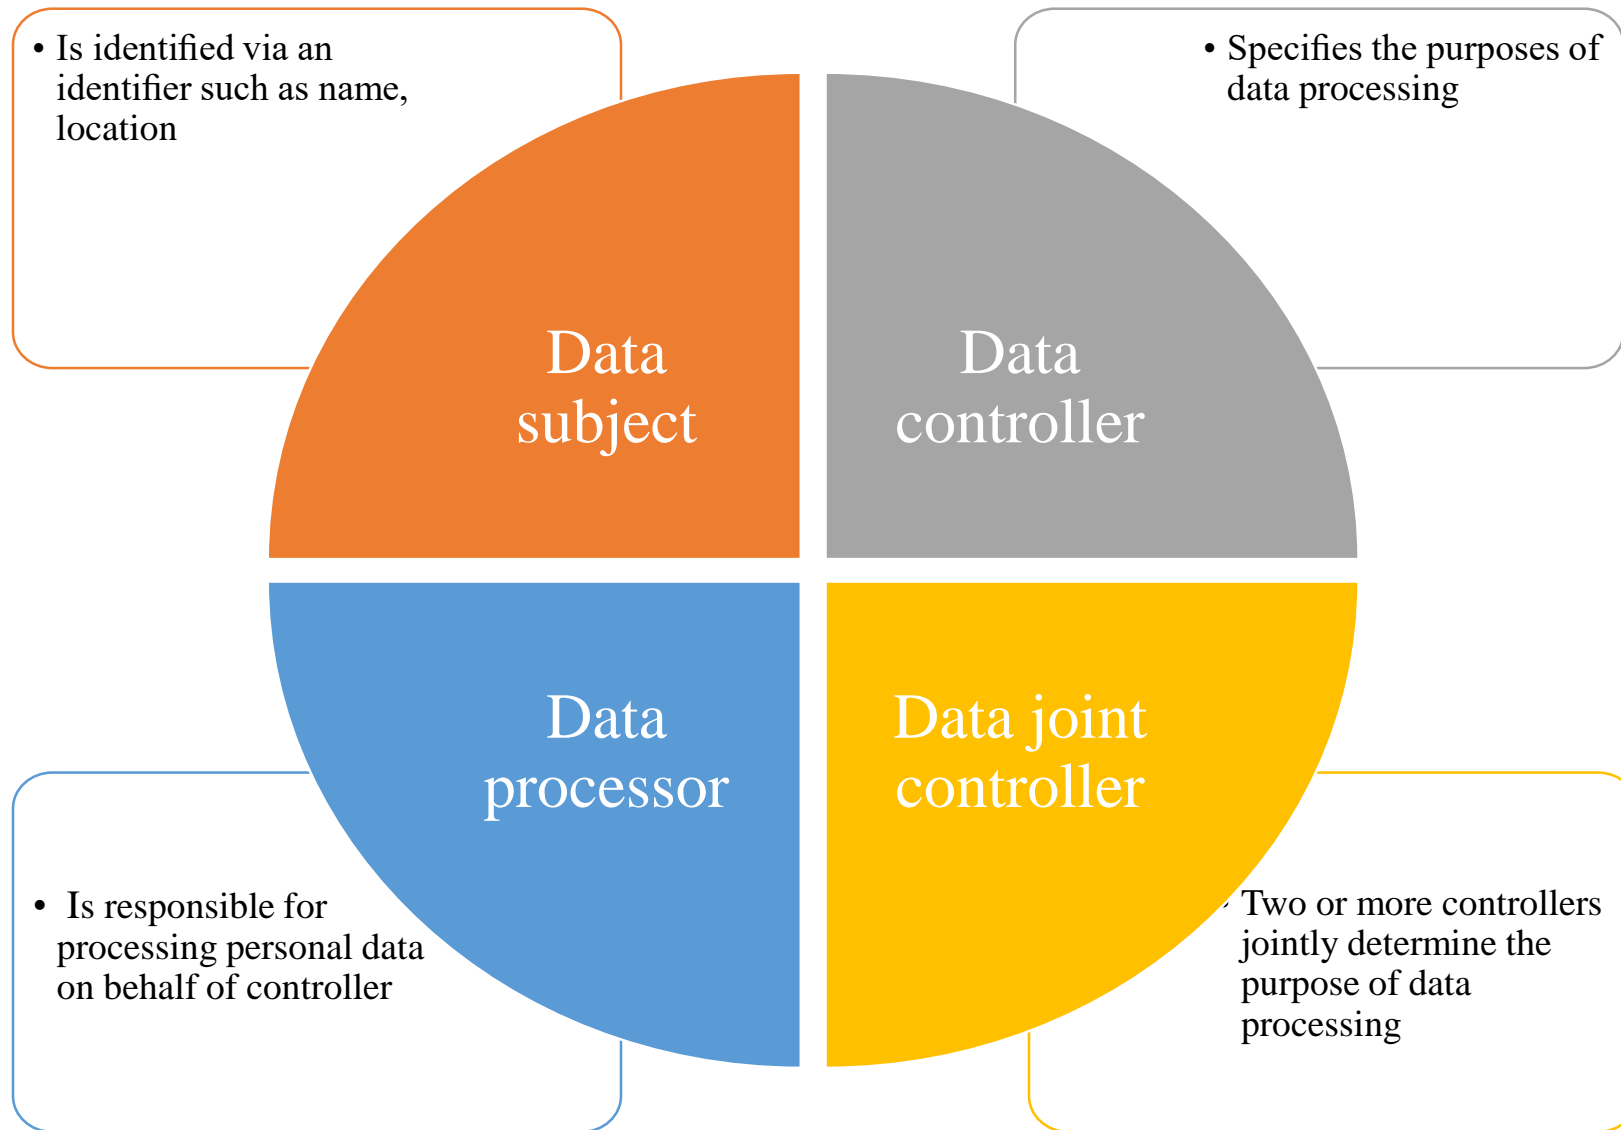 • Is identified via an
identifier such as name,
location
• Specifies the purposes of
data processing
Data
subject
Data
controller
Data
processor
Data joint
controller
• Is responsible for
processing personal data
on behalf of controller
• Two or more controllers
jointly determine the
purpose of data
processing